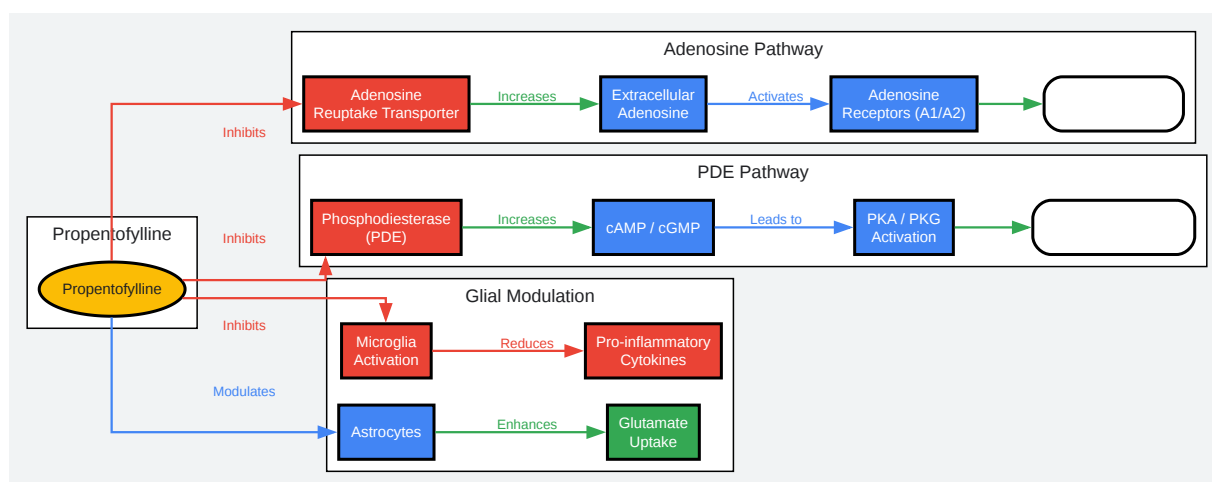 Adenosine Pathway
Adenosine
Reuptake Transporter
Increases
Extracellular
Adenosine
Activates
Adenosine
Receptors (A1/A2)
Inhibits
PDE Pathway
Phosphodiesterase
(PDE)
Increases
cAMP / cGMP
Leads to
PKA / PKG
Activation
Propentofylline
Inhibits
Propentofylline
Glial Modulation
Inhibits
Microglia
Activation
Reduces
Pro-inflammatory
Cytokines
Modulates
Astrocytes
Enhances
Glutamate
Uptake